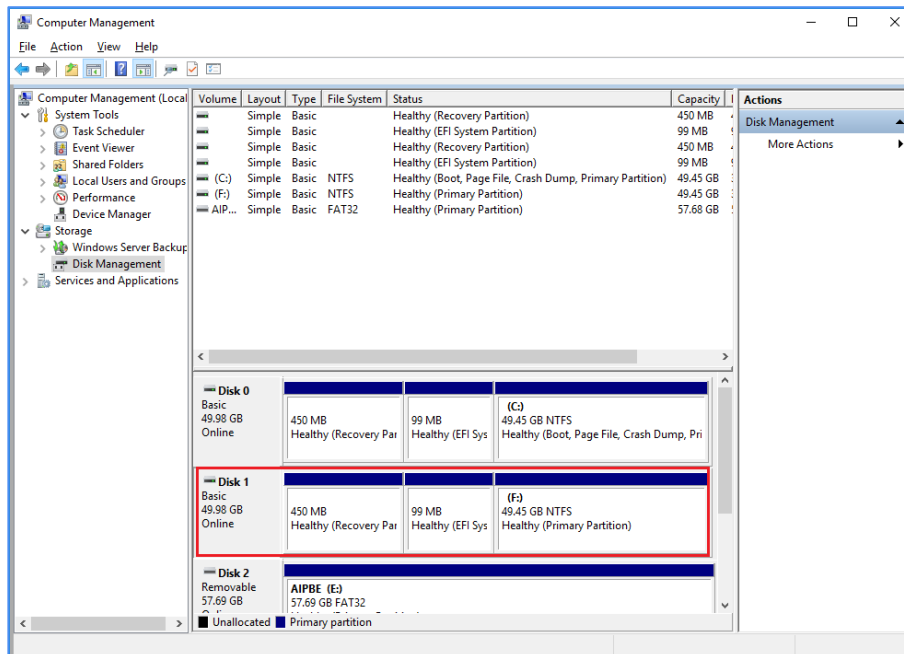 Computer Management
File Action View Help
Computer Management (Local
System Tools
Task Scheduler
Event Viewer
Shared Folders
Local Users and Groups
Performance
Device Manager
Storage
Windows Server Backup
Disk Management
Services and Applications
Volume Layout Type File System Status Capacity
Simple Basic Healthy (Recovery Partition) 450 MB
Simple Basic Healthy (EFI System Partition) 99 MB
Simple Basic Healthy (Recovery Partition) 450 MB
Simple Basic Healthy (EFI System Partition) 99 MB
(C:) Simple Basic NTFS Healthy (Boot, Page File, Crash Dump, Primary Partition) 49.45 GB
(F:) Simple Basic NTFS Healthy (Primary Partition) 49.45 GB
AIP... Simple Basic FAT32 Healthy (Primary Partition) 57.68 GB
Disk 0
Basic
49.98 GB
Online
450 MB
Healthy (Recovery Par
99 MB
Healthy (EFI Sys
(C:)
49.45 GB NTFS
Healthy (Boot, Page File, Crash Dump, Pri
Disk 1
Basic
49.98 GB
Online
450 MB
Healthy (Recovery Par
99 MB
Healthy (EFI Sys
(F:)
49.45 GB NTFS
Healthy (Primary Partition)
Disk 2
Removable
57.69 GB
AIPBE (E:)
57.69 GB FAT32
Unallocated Primary partition
Actions
Disk Management
More Actions